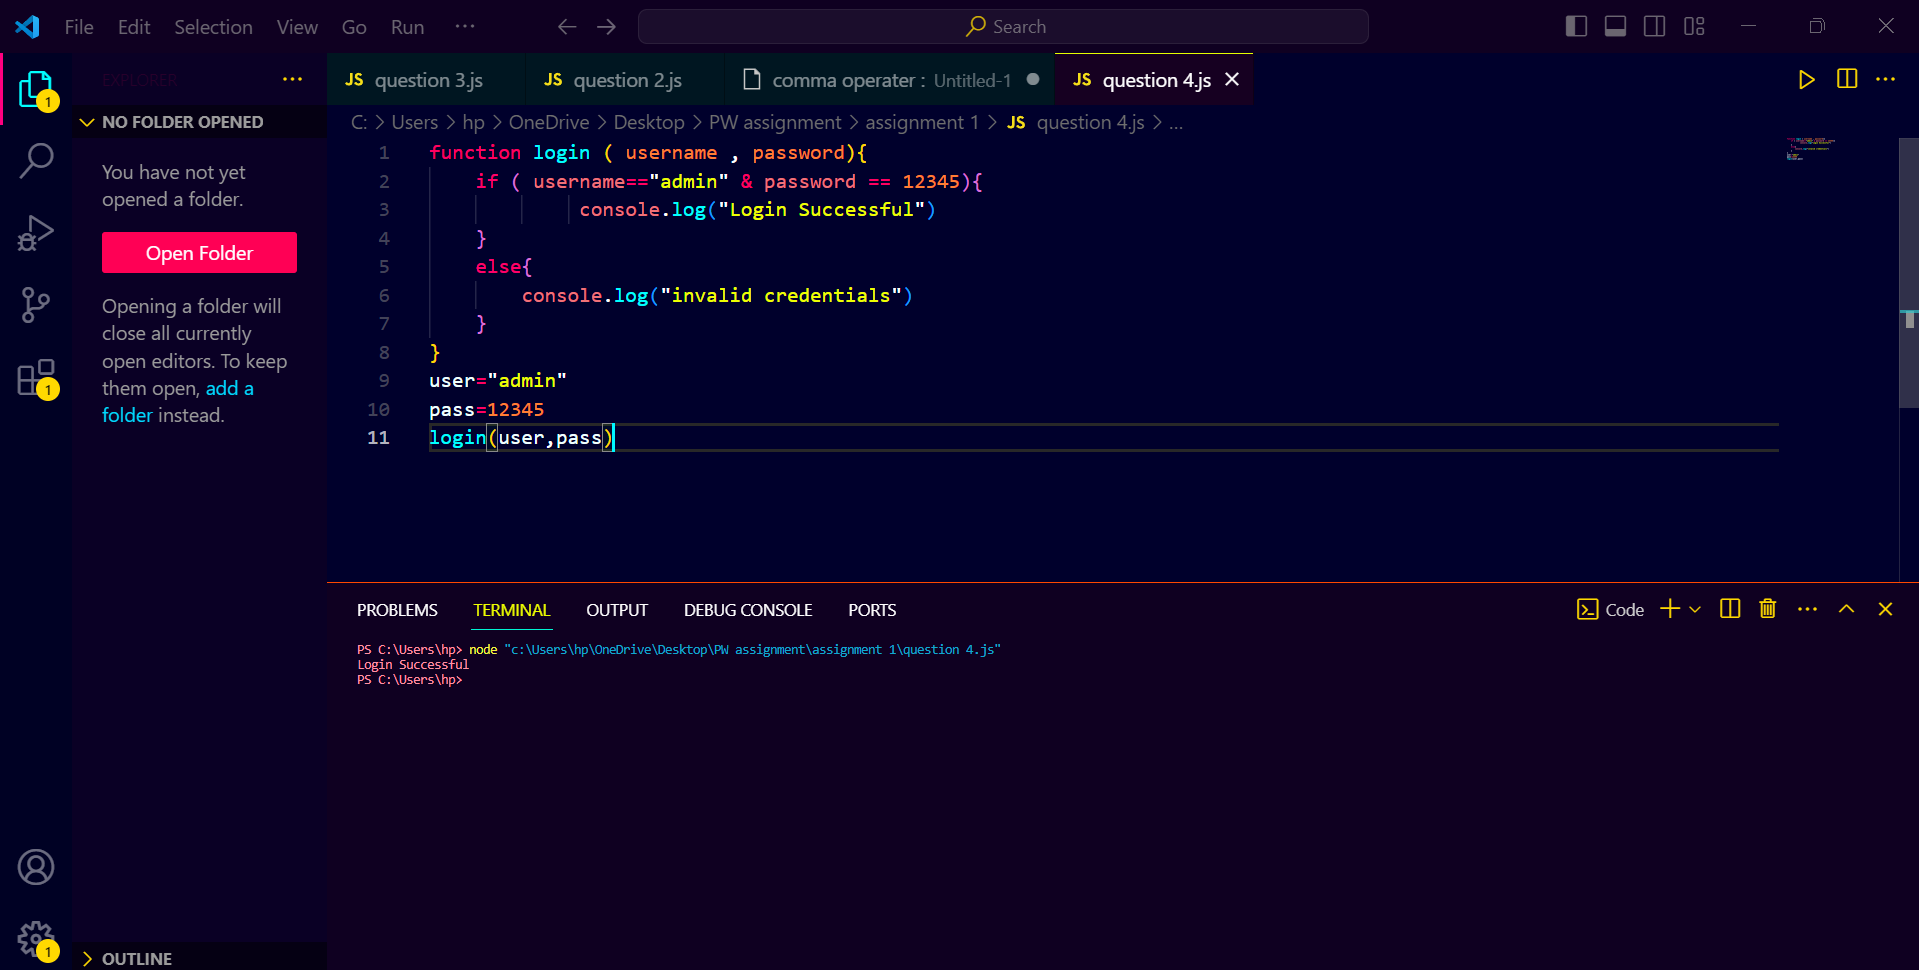 File Edit Selection View Go Run ··· Search
EXPLORER ···
JS question 3.js JS question 2.js comma operater : Untitled-1 JS question 4.js
C: > Users > hp > OneDrive > Desktop > PW assignment > assignment 1 > JS question 4.js > ...
1
NO FOLDER OPENED
You have not yet
opened a folder.
Open Folder
Opening a folder will
close all currently
open editors. To keep
them open, add a
folder instead.
1
1
OUTLINE
1 function login ( username , password){
2 if ( username=="admin" & password == 12345){
3 console.log("Login Successful")
4 }
5 else{
6 console.log("invalid credentials")
7 }
8 }
9 user="admin"
10 pass=12345
11 login(user,pass)
PROBLEMS TERMINAL OUTPUT DEBUG CONSOLE PORTS Code
PS C:\Users\hp> node "c:\Users\hp\OneDrive\Desktop\PW assignment\assignment 1\question 4.js"
Login Successful
PS C:\Users\hp>